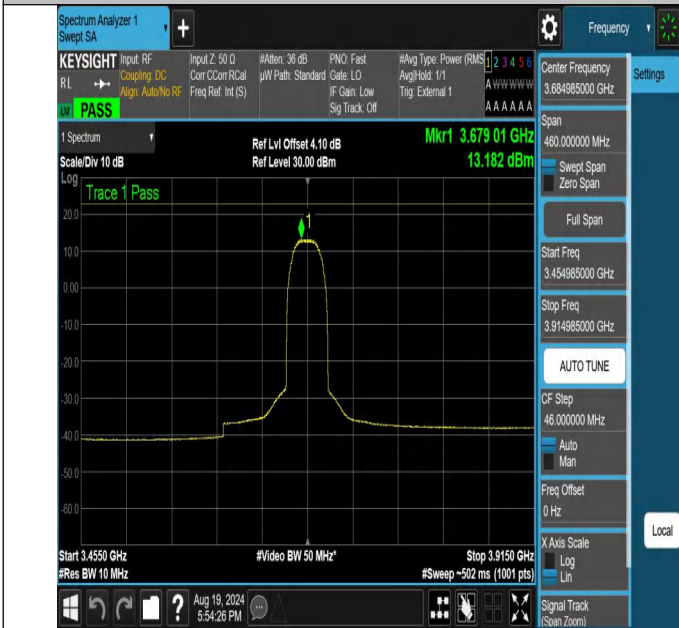 Spectrum Analyzer 1
Swept SA
+
Frequency
KEYSIGHT
RL
LXI
PASS
Input: RF
Coupling: DC
Align: Auto/No RF
Input Z: 50 Ω
Corr CCorr RCal
Freq Ref: Int (S)
#Atten: 36 dB
µW Path: Standard
PNO: Fast
Gate: LO
IF Gain: Low
Sig Track: Off
#Avg Type: Power (RMS
Avg|Hold: 1/1
Trig: External 1
1 2 3 4 5 6
A W W W W W
A A A A A A
1 Spectrum
Scale/Div 10 dB
Log
Ref Lvl Offset 4.10 dB
Ref Level 30.00 dBm
Mkr1 3.679 01 GHz
13.182 dBm
Trace 1 Pass
1
20.0
10.0
0.00
-10.0
-20.0
-30.0
-40.0
-50.0
-60.0
Start 3.4550 GHz
#Res BW 10 MHz
#Video BW 50 MHz*
Stop 3.9150 GHz
#Sweep ~502 ms (1001 pts)
Aug 19, 2024
5:54:26 PM
?
Center Frequency
3.684985000 GHz
Settings
Span
460.000000 MHz
Swept Span
Zero Span
Full Span
Start Freq
3.454985000 GHz
Stop Freq
3.914985000 GHz
AUTO TUNE
CF Step
46.000000 MHz
Auto
Man
Freq Offset
0 Hz
Local
X Axis Scale
Log
Lin
Signal Track
(Span Zoom)